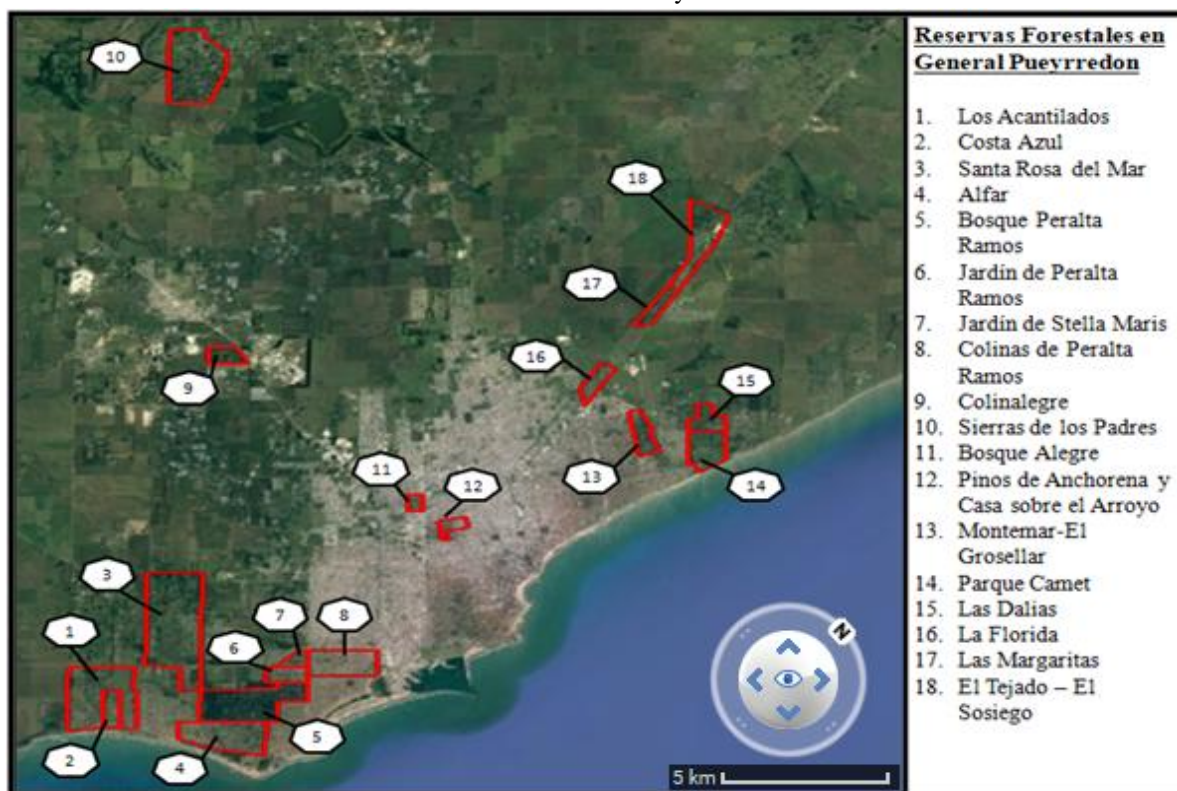 Reservas Forestales en
General Pueyrredon
1. Los Acantilados
2. Costa Azul
3. Santa Rosa del Mar
4. Alfar
5. Bosque Peralta
Ramos
6. Jardín de Peralta
Ramos
7. Jardín de Stella Maris
8. Colinas de Peralta
Ramos
9. Colinalegre
10. Sierras de los Padres
11. Bosque Alegre
12. Pinos de Anchorena y
Casa sobre el Arroyo
13. Montemar-El
Grosellar
14. Parque Camet
15. Las Dalias
16. La Florida
17. Las Margaritas
18. El Tejado – El
Sosiego
10
18
17
16
9
15
11
12
13
14
3
7
8
1
6
N
2
4
5
5 km